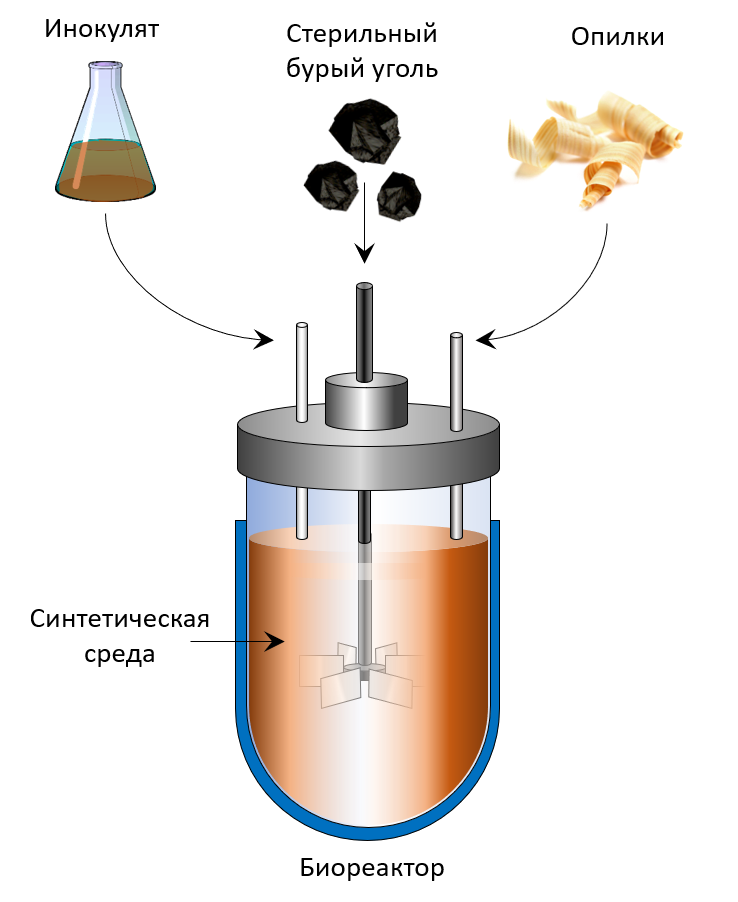 Инокулят
Стерильный
бурый уголь
Опилки
Синтетическая
среда
Биореактор